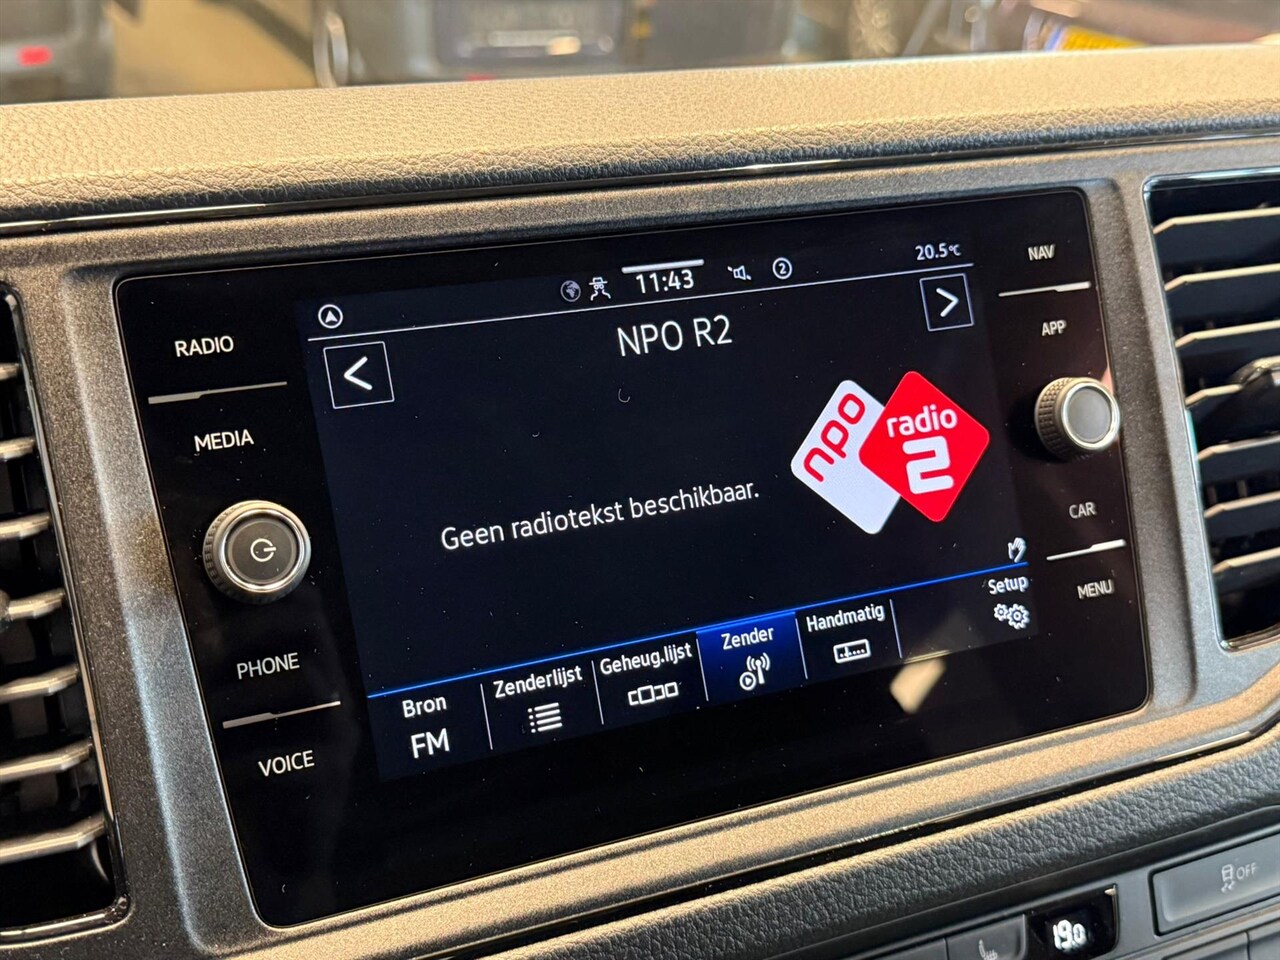 11:43
2
20.5°C
NPO R2
npo
radio
2
Geen radiotekst beschikbaar.
Bron
FM
Zenderlijst
Geheug.lijst
Zender
Handmatig
Setup
RADIO
MEDIA
PHONE
VOICE
NAV
APP
CAR
MENU
OFF
19.0